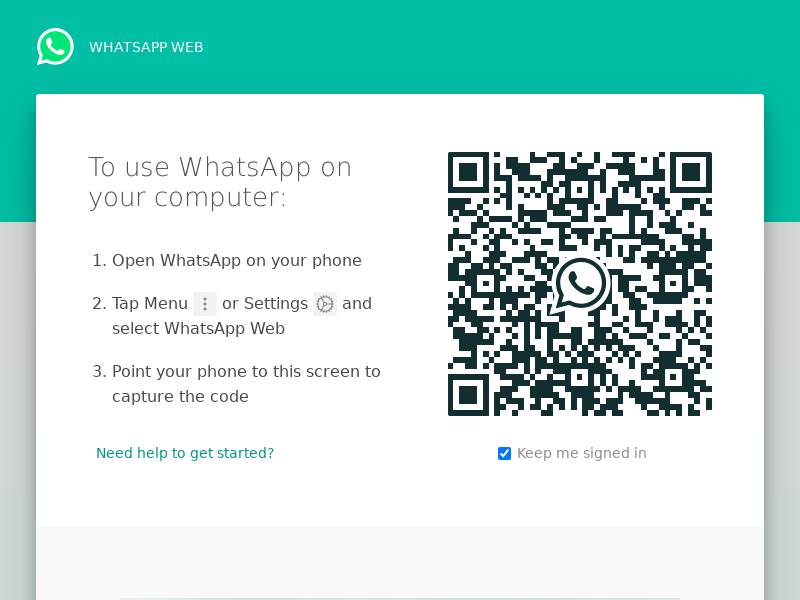 WHATSAPP WEB
To use WhatsApp on
your computer:
1. Open WhatsApp on your phone
2. Tap Menu or Settings and
select WhatsApp Web
3. Point your phone to this screen to
capture the code
Need help to get started?
Keep me signed in